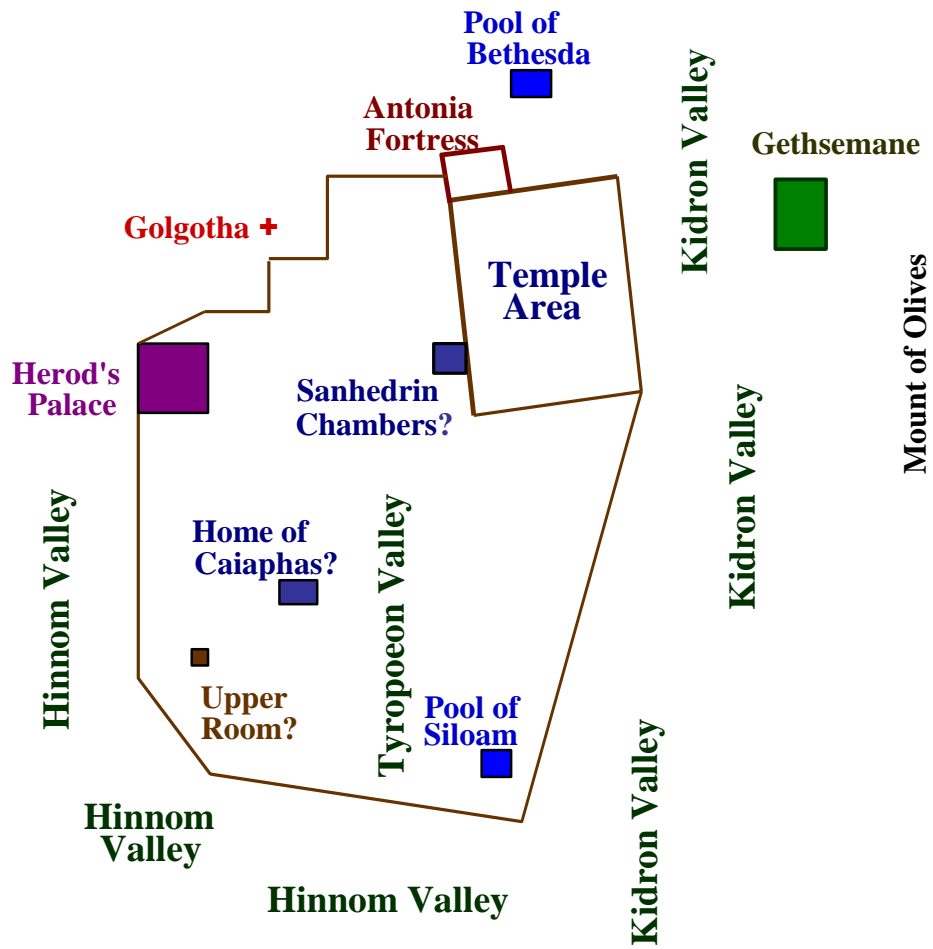 Pool of
Bethesda
Antonia
Fortress
Kidron Valley
Gethsemane
Golgotha
Temple
Area
Mount of Olives
Herod's
Palace
Sanhedrin
Chambers?
Kidron Valley
Hinnom Valley
Home of
Caiaphas?
Tyropoeon Valley
Upper
Room?
Pool of
Siloam
Kidron Valley
Hinnom
Valley
Hinnom Valley